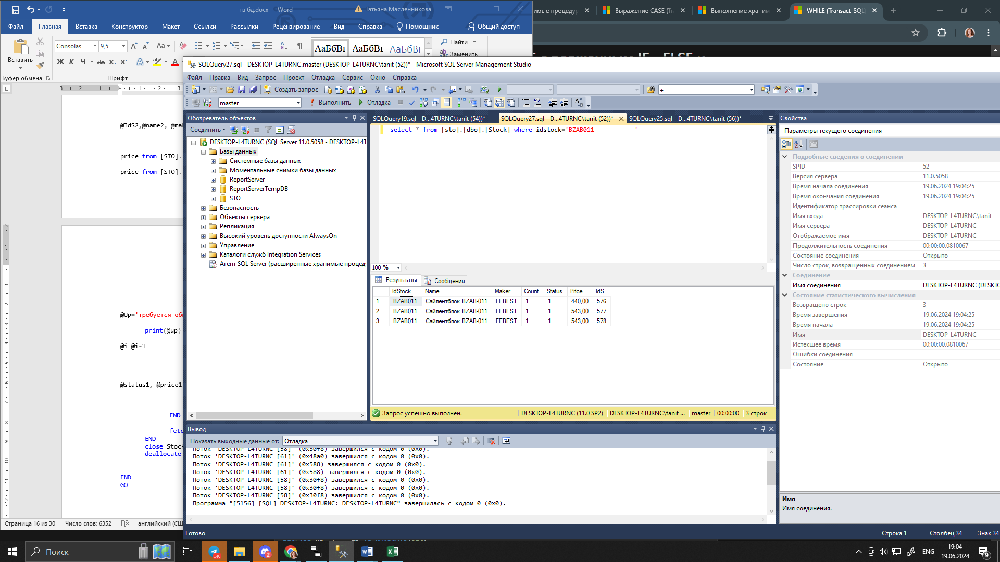 пз бд.docx - Word
Татьяна Масленникова
Файл Главная Вставка Конструктор Макет Ссылки Рассылки Рецензирование Вид Справка Помощник Общий доступ
Вставить
Буфер обмена
Consolas 9,5
Ж К Ч abc x₂ x²
Шрифт
АаБбВв АаБбВв АаБбВ
Найти
Заменить
Выражение CASE (Tr
Выполнение храним
WHILE (Transact-SQL)
SQLQuery27.sql - DESKTOP-L4TURNC.master (DESKTOP-L4TURNC\tanit (52))* - Microsoft SQL Server Management Studio
Файл Правка Вид Запрос Проект Отладка Сервис Окно Справка
Создать запрос
+
master
Выполнить Отладка
Обозреватель объектов
Соединить
DESKTOP-L4TURNC (SQL Server 11.0.5058 - DESKTOP-L4T
Базы данных
Системные базы данных
Моментальные снимки базы данных
ReportServer
ReportServerTempDB
STO
Безопасность
Объекты сервера
Репликация
Высокий уровень доступности AlwaysOn
Управление
Каталоги служб Integration Services
Агент SQL Server (расширенные хранимые процед
SQLQuery19.sql - D...4TURNC\tanit (54))* SQLQuery27.sql - D...4TURNC\tanit (52))* SQLQuery25.sql - D...4TURNC\tanit (56))*
select * from [sto].[dbo].[Stock] where idstock='BZAB011 '
100 %
Результаты Сообщения
IdStock Name Maker Count Status Price IdS
1 BZAB011 Сайлентблок BZAB-011 FEBEST 1 1 440,00 576
2 BZAB011 Сайлентблок BZAB-011 FEBEST 1 1 543,00 577
3 BZAB011 Сайлентблок BZAB-011 FEBEST 1 1 543,00 578
Запрос успешно выполнен. DESKTOP-L4TURNC (11.0 SP2) DESKTOP-L4TURNC\tanit ... master 00:00:00 3 строк
Свойства
Параметры текущего соединения
Подробные сведения о соединении
SPID 52
Версия сервера 11.0.5058
Время начала соединения 19.06.2024 19:04:25
Время окончания соединения 19.06.2024 19:04:25
Идентификатор трассировки сеанса
Имя входа DESKTOP-L4TURNC\tanit
Имя сервера DESKTOP-L4TURNC
Отображаемое имя DESKTOP-L4TURNC
Продолжительность соединения 00:00:00.0810067
Состояние соединения Открыто
Число строк, возвращенных соединением 3
Соединение
Имя соединения DESKTOP-L4TURNC (DESKTO
Состояние статистического вычисления
Возвращено строк 3
Время завершения 19.06.2024 19:04:25
Время начала 19.06.2024 19:04:25
Имя DESKTOP-L4TURNC
Истекшее время 00:00:00.0810067
Ошибки соединения
Состояние Открыто
Имя
Имя соединения.
@IdS2,@name2, @mak
price from [STO].
price from [STO].
@Up='требуется обн
print(@up)
@i=@i-1
@status1, @price1
END
fetc
END
close Stock
deallocate
END
GO
Вывод
Показать выходные данные от: Отладка
Поток 'DESKTOP-L4TURNC [58]' (0x30f8) завершился с кодом 0 (0x0).
Поток 'DESKTOP-L4TURNC [61]' (0x48a0) завершился с кодом 0 (0x0).
Поток 'DESKTOP-L4TURNC [61]' (0x588) завершился с кодом 0 (0x0).
Поток 'DESKTOP-L4TURNC [61]' (0x588) завершился с кодом 0 (0x0).
Поток 'DESKTOP-L4TURNC [58]' (0x30f8) завершился с кодом 0 (0x0).
Поток 'DESKTOP-L4TURNC [58]' (0x30f8) завершился с кодом 0 (0x0).
Поток 'DESKTOP-L4TURNC [58]' (0x30f8) завершился с кодом 0 (0x0).
Программа "[5156] [SQL] DESKTOP-L4TURNC: DESKTOP-L4TURNC" завершилась с кодом 0 (0x0).
Страница 16 из 30 Число слов: 6352 английский (СШ
Готово Строка 1 Столбец 34 Знак 34
Поиск
ENG
19:04
19.06.2024